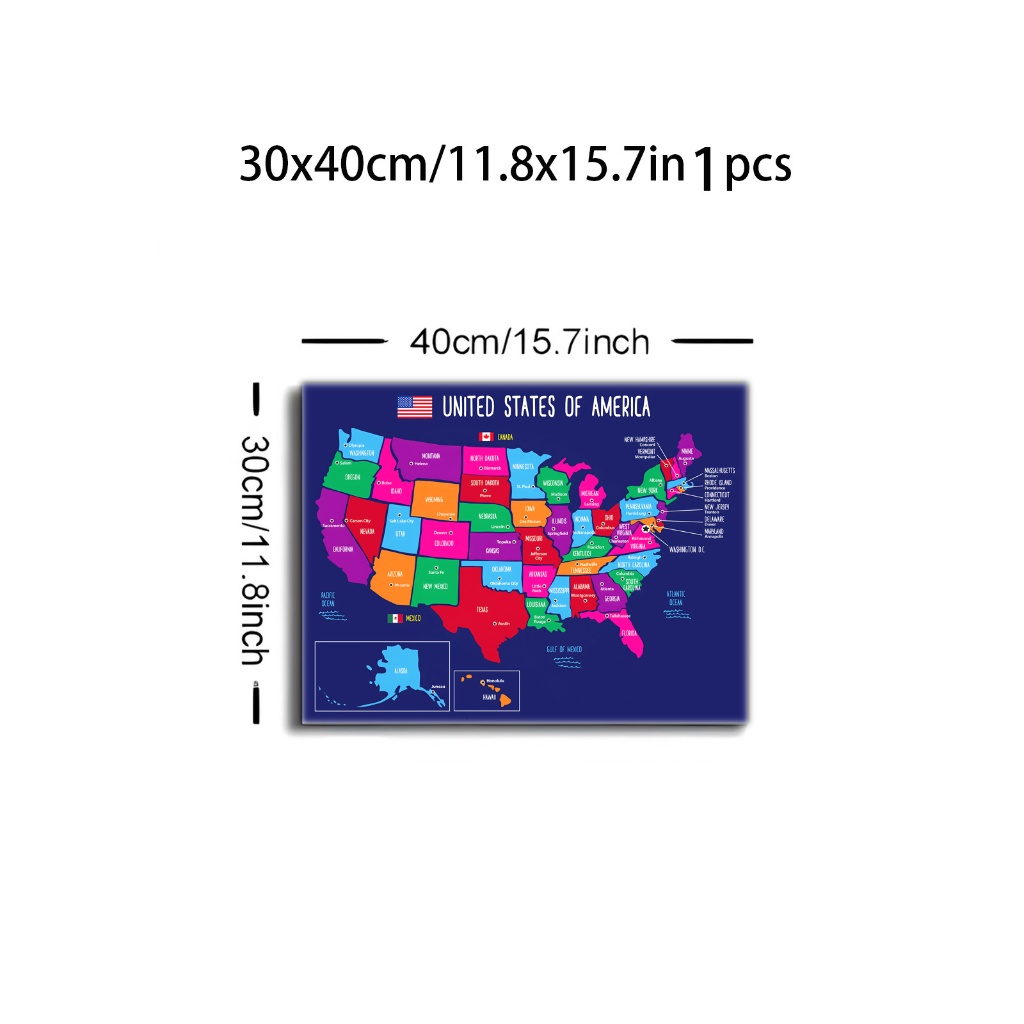 30x40cm/11.8x15.7in 1 pcs
40cm/15.7inch
30cm/11.8inch
UNITED STATES OF AMERICA
CANADA
NEW HAMPSHIRE
Concord
VERMONT
Montpelier
MAINE
Augusta
Olympia
WASHINGTON
MONTANA
Helena
NORTH DAKOTA
Bismarck
MINNESOTA
St. Paul
Salem
OREGON
Boise
IDAHO
WYOMING
Cheyenne
SOUTH DAKOTA
Pierre
WISCONSIN
Madison
MICHIGAN
Lansing
Albany
NEW YORK
MASSACHUSETTS
Boston
RHODE ISLAND
Providence
CONNECTICUT
Hartford
NEW JERSEY
Trenton
DELAWARE
Dover
MARYLAND
Annapolis
WASHINGTON D.C.
Sacramento
CALIFORNIA
Carson City
NEVADA
Salt Lake City
UTAH
Denver
COLORADO
NEBRASKA
Lincoln
IOWA
Des Moines
ILLINOIS
Springfield
INDIANA
Indianapolis
OHIO
Columbus
PENNSYLVANIA
Harrisburg
WEST VIRGINIA
Charleston
Richmond
VIRGINIA
Topeka
KANSAS
MISSOURI
Jefferson City
KENTUCKY
Frankfort
ARIZONA
Phoenix
Santa Fe
NEW MEXICO
OKLAHOMA
Oklahoma City
ARKANSAS
Little Rock
Nashville
TENNESSEE
Raleigh
NORTH CAROLINA
Columbia
SOUTH CAROLINA
TEXAS
Austin
LOUISIANA
Baton Rouge
MISSISSIPPI
Jackson
ALABAMA
Montgomery
Atlanta
GEORGIA
Tallahassee
FLORIDA
PACIFIC
OCEAN
MEXICO
ATLANTIC
OCEAN
GULF OF MEXICO
ALASKA
Juneau
Honolulu
HAWAII